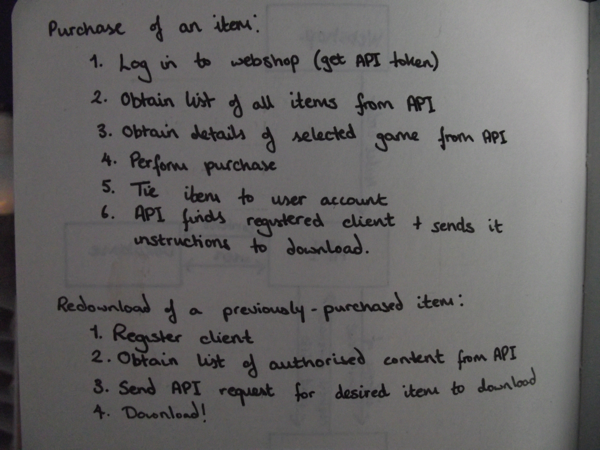 Purchase of an item:
1. Log in to webshop (get API token)
2. Obtain list of all items from API
3. Obtain details of selected game from API
4. Perform purchase
5. Tie item to user account
6. API finds registered client + sends it
instructions to download.
Redownload of a previously-purchased item:
1. Register client
2. Obtain list of authorised content from API
3. Send API request for desired item to download
4. Download!